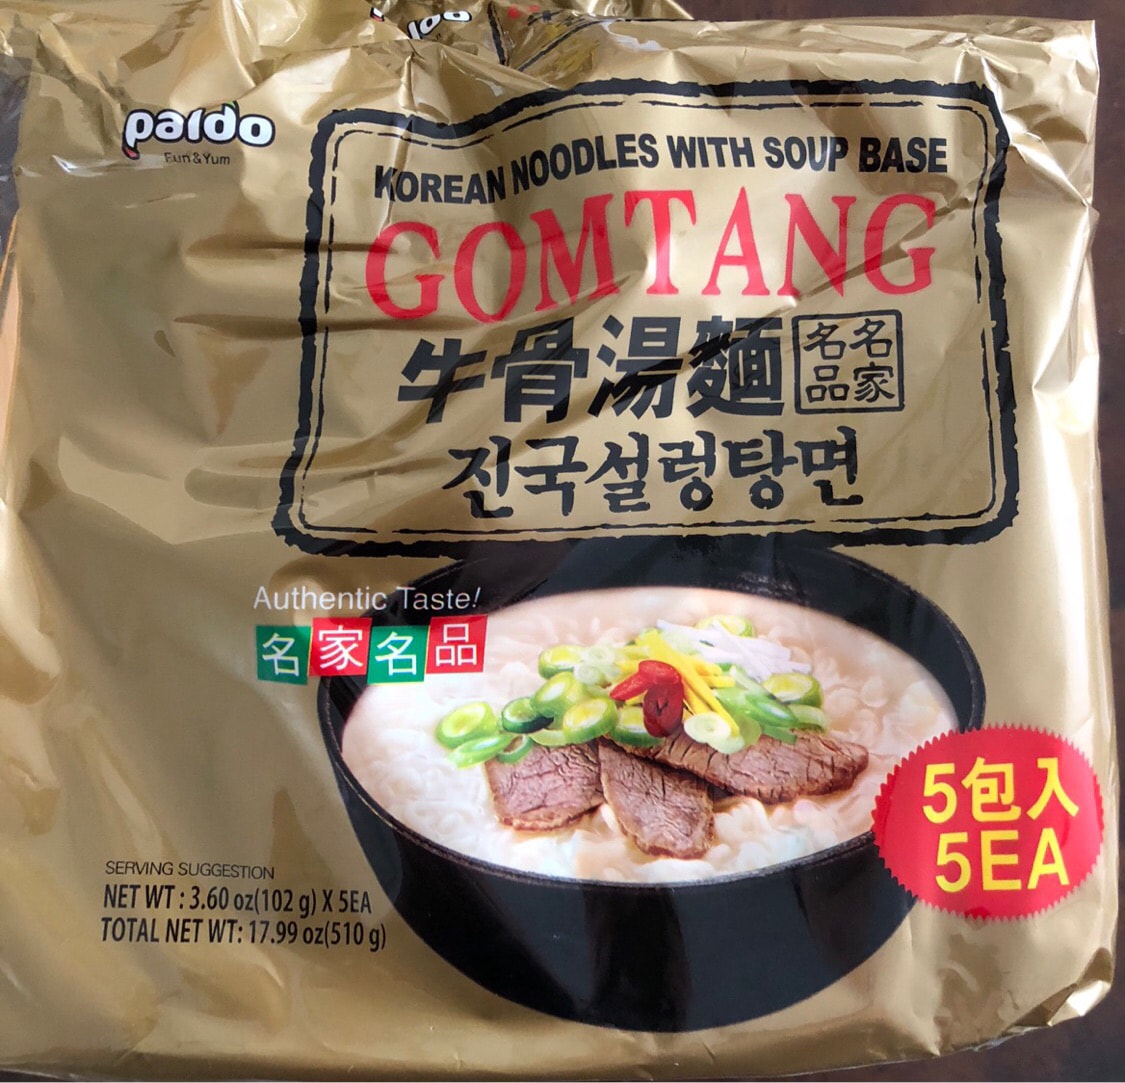 paldo
Fun & Yum
KOREAN NOODLES WITH SOUP BASE
GOMTANG
牛骨湯麵
名名
品家
진국설렁탕면
Authentic Taste!
名家名品
5包入
5EA
SERVING SUGGESTION
NET WT : 3.60 oz(102 g) X 5EA
TOTAL NET WT: 17.99 oz(510 g)